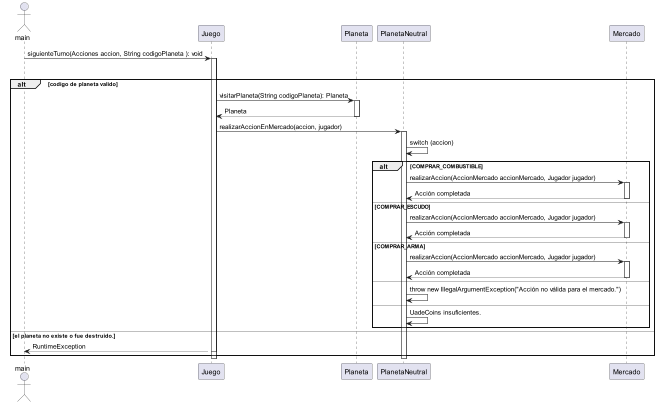 main
Juego
Planeta
PlanetaNeutral
Mercado
siguienteTurno(Acciones accion, String codigoPlaneta ): void
alt
[codigo de planeta valido]
visitarPlaneta(String codigoPlaneta): Planeta
Planeta
realizarAccionEnMercado(accion, jugador)
switch (accion)
alt
[COMPRAR_COMBUSTIBLE]
realizarAccion(AccionMercado accionMercado, Jugador jugador)
Acción completada
[COMPRAR_ESCUDO]
realizarAccion(AccionMercado accionMercado, Jugador jugador)
Acción completada
[COMPRAR_ARMA]
realizarAccion(AccionMercado accionMercado, Jugador jugador)
Acción completada
throw new IllegalArgumentException("Acción no válida para el mercado.")
UadeCoins insuficientes.
[el planeta no existe o fue destruido.]
RuntimeException
main
Juego
Planeta
PlanetaNeutral
Mercado